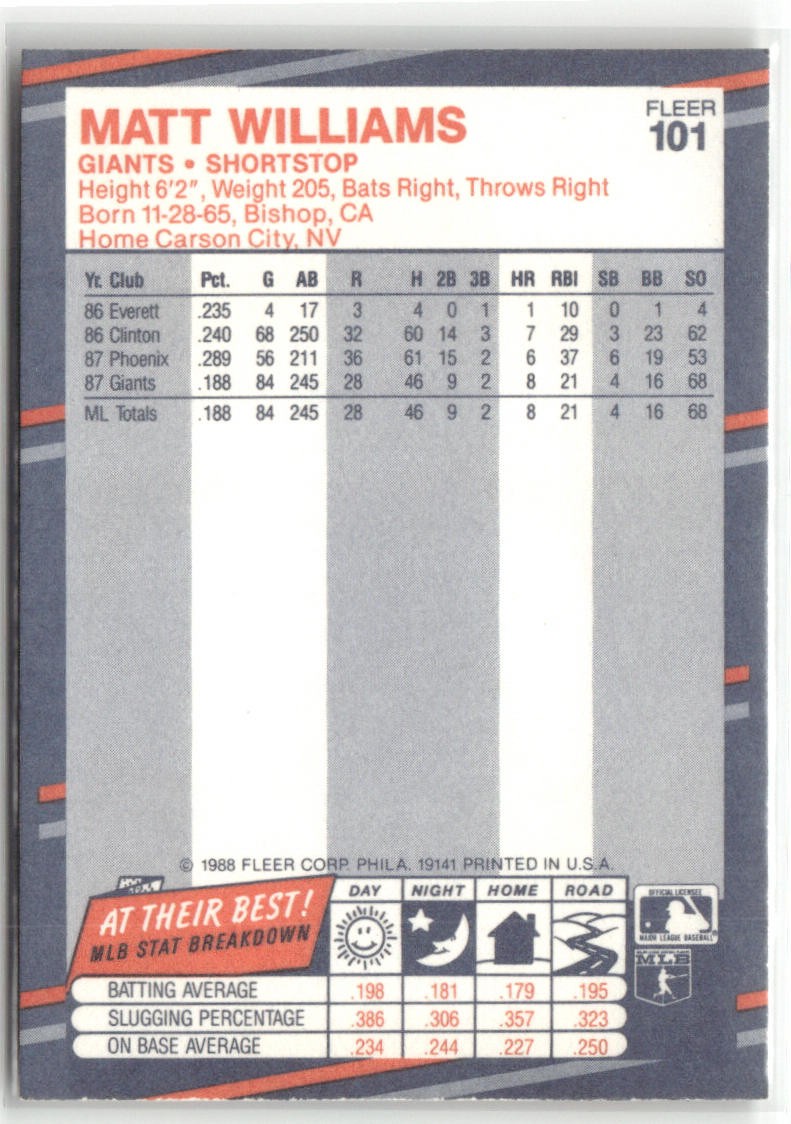 MATT WILLIAMS
FLEER
101
GIANTS • SHORTSTOP
Height 6'2", Weight 205, Bats Right, Throws Right
Born 11-28-65, Bishop, CA
Home Carson City, NV
Yr. Club Pct. G AB R H 2B 3B HR RBI SB BB SO
86 Everett .235 4 17 3 4 0 1 1 10 0 1 4
86 Clinton .240 68 250 32 60 14 3 7 29 3 23 62
87 Phoenix .289 56 211 36 61 15 2 6 37 6 19 53
87 Giants .188 84 245 28 46 9 2 8 21 4 16 68
ML Totals .188 84 245 28 46 9 2 8 21 4 16 68
© 1988 FLEER CORP. PHILA. 19141 PRINTED IN U.S.A.
AT THEIR BEST!
MLB STAT BREAKDOWN
DAY NIGHT HOME ROAD
BATTING AVERAGE .198 .181 .179 .195
SLUGGING PERCENTAGE .386 .306 .357 .323
ON BASE AVERAGE .234 .244 .227 .250
OFFICIAL LICENSEE
MAJOR LEAGUE BASEBALL
MLB